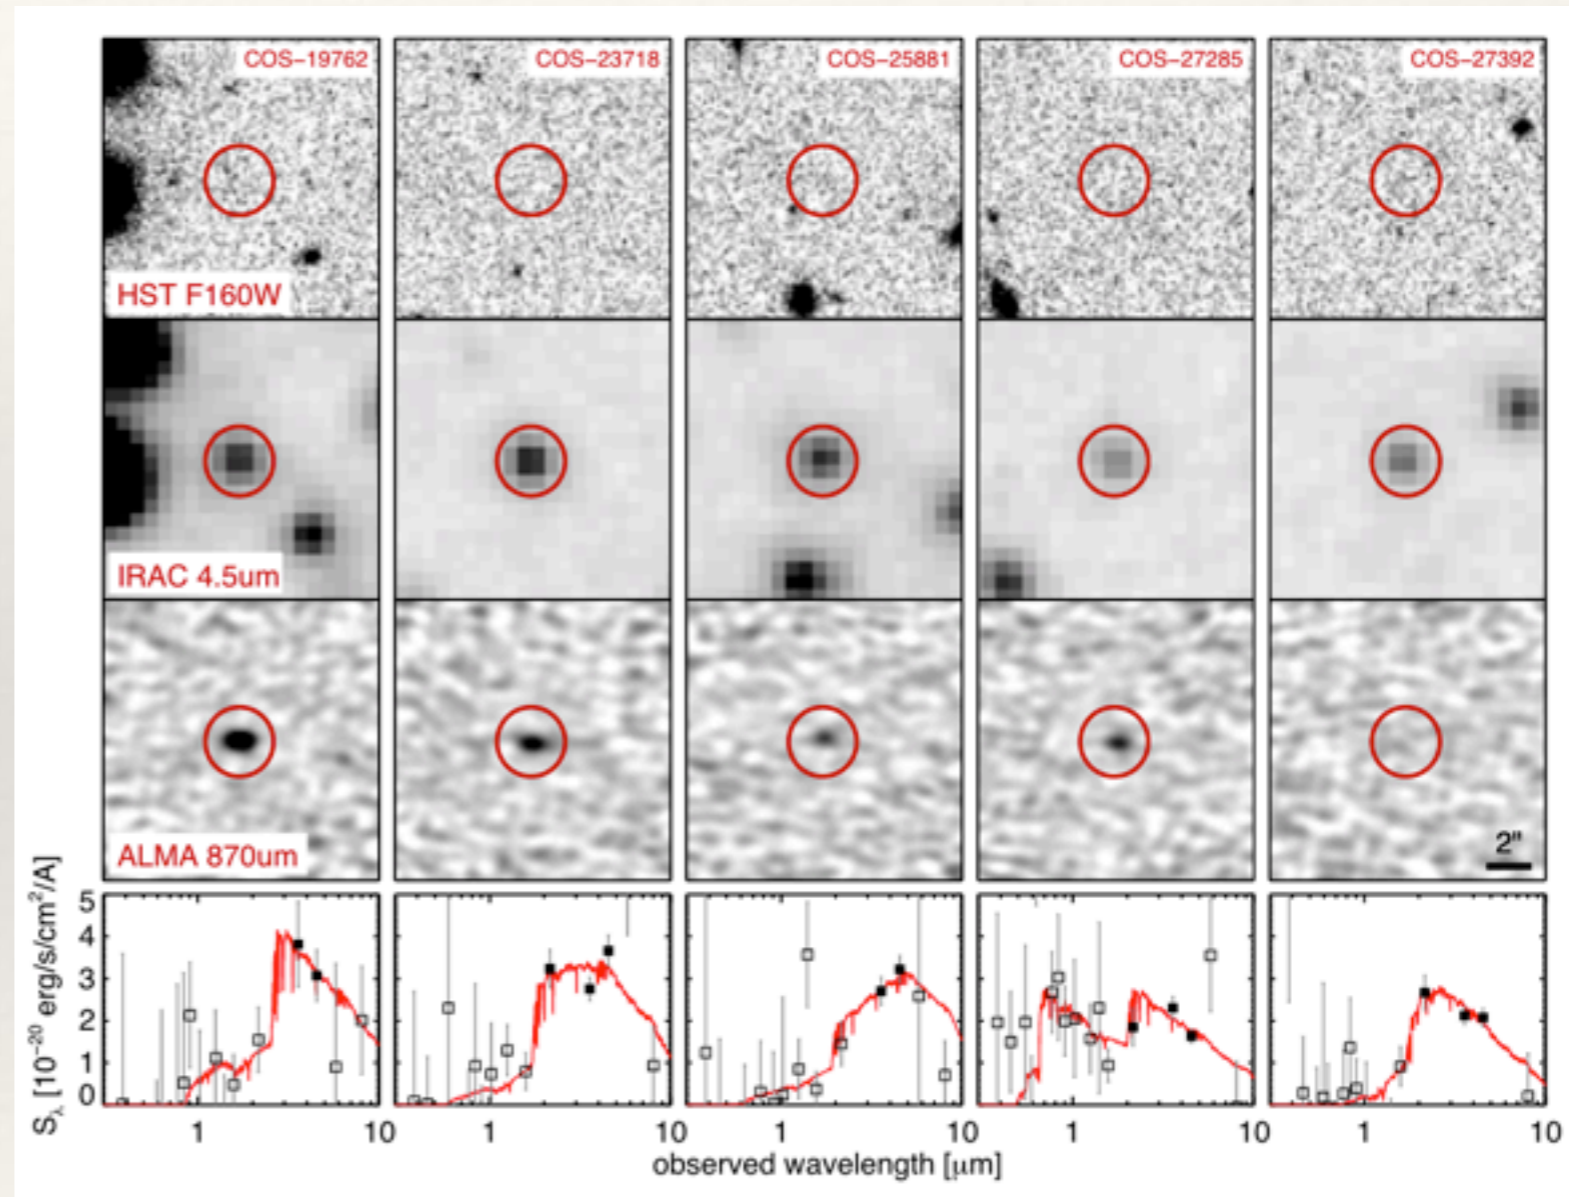 COS-19762
COS-23718
COS-25881
COS-27285
COS-27392
HST F160W
IRAC 4.5um
ALMA 870um
2"
S_λ [10^-20 erg/s/cm^2/A]
5
4
3
2
1
0
1 10
1 10
1 10
1 10
1 10
observed wavelength [μm]